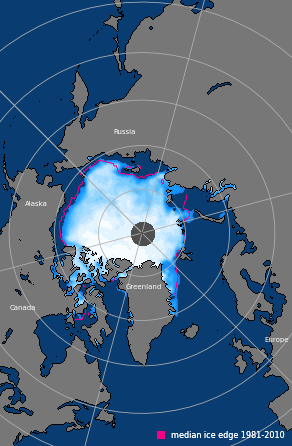 Russia
Alaska
Greenland
Canada
Europe
median ice edge 1981-2010